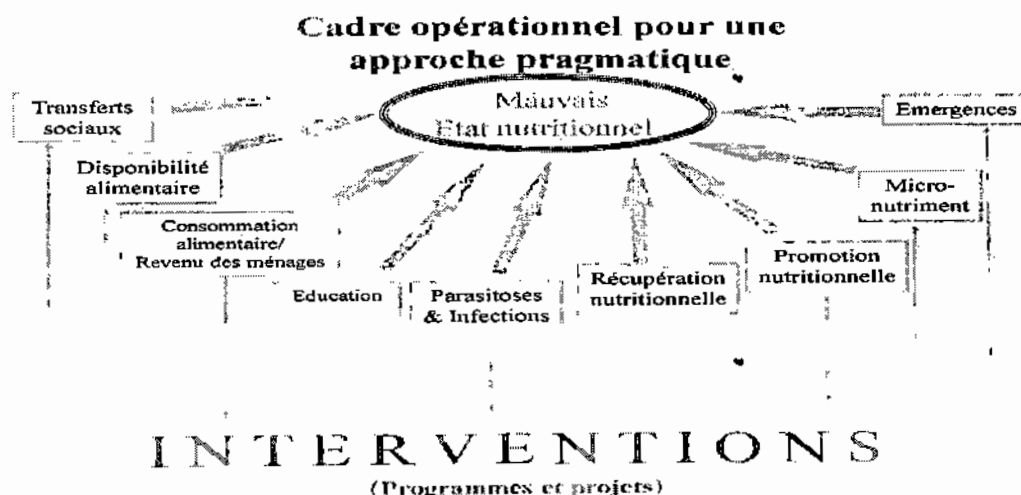 Cadre opérationnel pour une
approche pragmatique
Mauvais
Etat nutritionnel
Transferts
sociaux
Emergences
Disponibilité
alimentaire
Micro-
nutriment
Consommation
alimentaire/
Revenu des ménages
Education
Parasitoses
& Infections
Récupération
nutritionnelle
Promotion
nutritionnelle
INTERVENTIONS
(Programmes et projets)